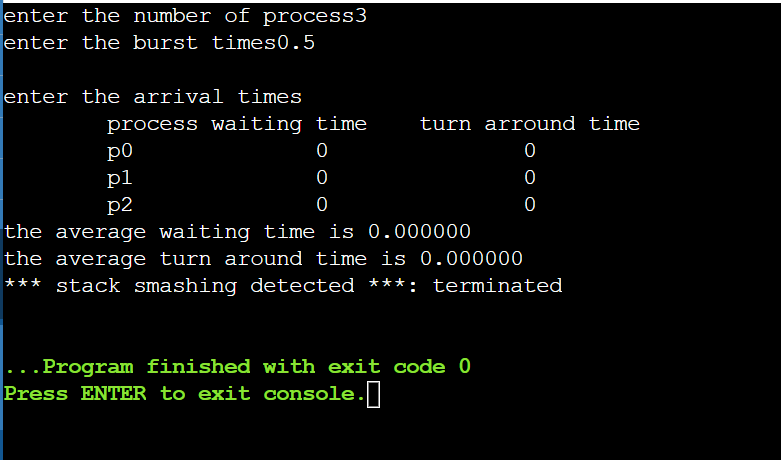 enter the number of process3
enter the burst times0.5
enter the arrival times
process waiting time turn arround time
p0 0 0
p1 0 0
p2 0 0
the average waiting time is 0.000000
the average turn around time is 0.000000
*** stack smashing detected ***: terminated
...Program finished with exit code 0
Press ENTER to exit console.